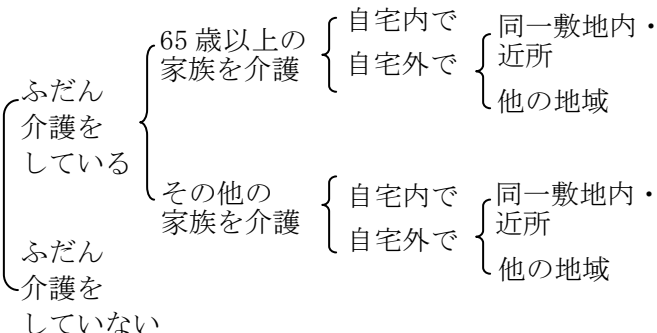 ふだん
介護を
している
65歳以上の
家族を介護
自宅内で
自宅外で
同一敷地内・
近所
他の地域
その他の
家族を介護
自宅内で
自宅外で
同一敷地内・
近所
他の地域
ふだん
介護を
していない